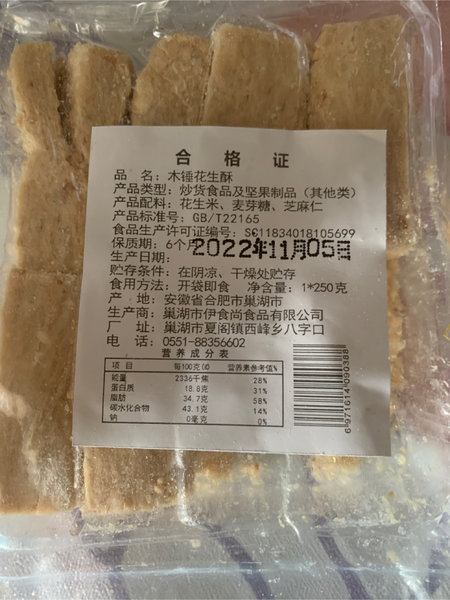 合格证
品 名：木锤花生酥
产品类型：炒货食品及坚果制品（其他类）
产品配料：花生米、麦芽糖、芝麻仁
产品标准号：GB/T22165
食品生产许可证编号：SC11834018105699
保质期：6个月
生产日期：2022年11月05日
贮存条件：在阴凉、干燥处贮存
食用方法：开袋即食 净含量：1*250克
产 地：安徽省合肥市巢湖市
生产商：巢湖市伊食尚食品有限公司
厂 址：巢湖市夏阁镇西峰乡八字口
电 话：0551-88356602
营养成分表
项目 每100克(g) 营养素参考值%
能量 2336千焦 28%
蛋白质 18.8克 31%
脂肪 34.7克 58%
碳水化合物 43.1克 14%
钠 0毫克 0%
6971614090388